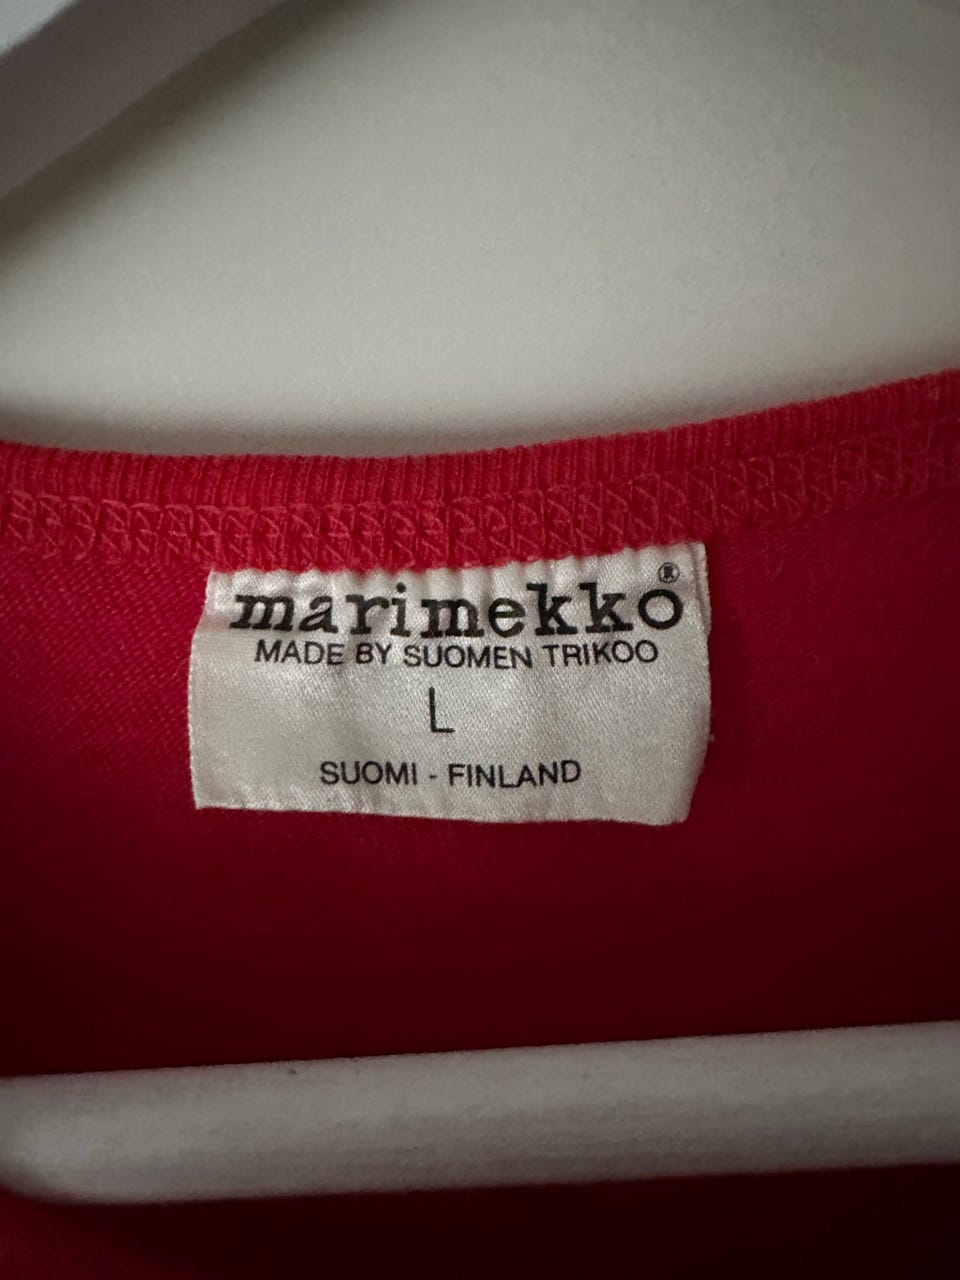 marimekko®
MADE BY SUOMEN TRIKOO
L
SUOMI - FINLAND